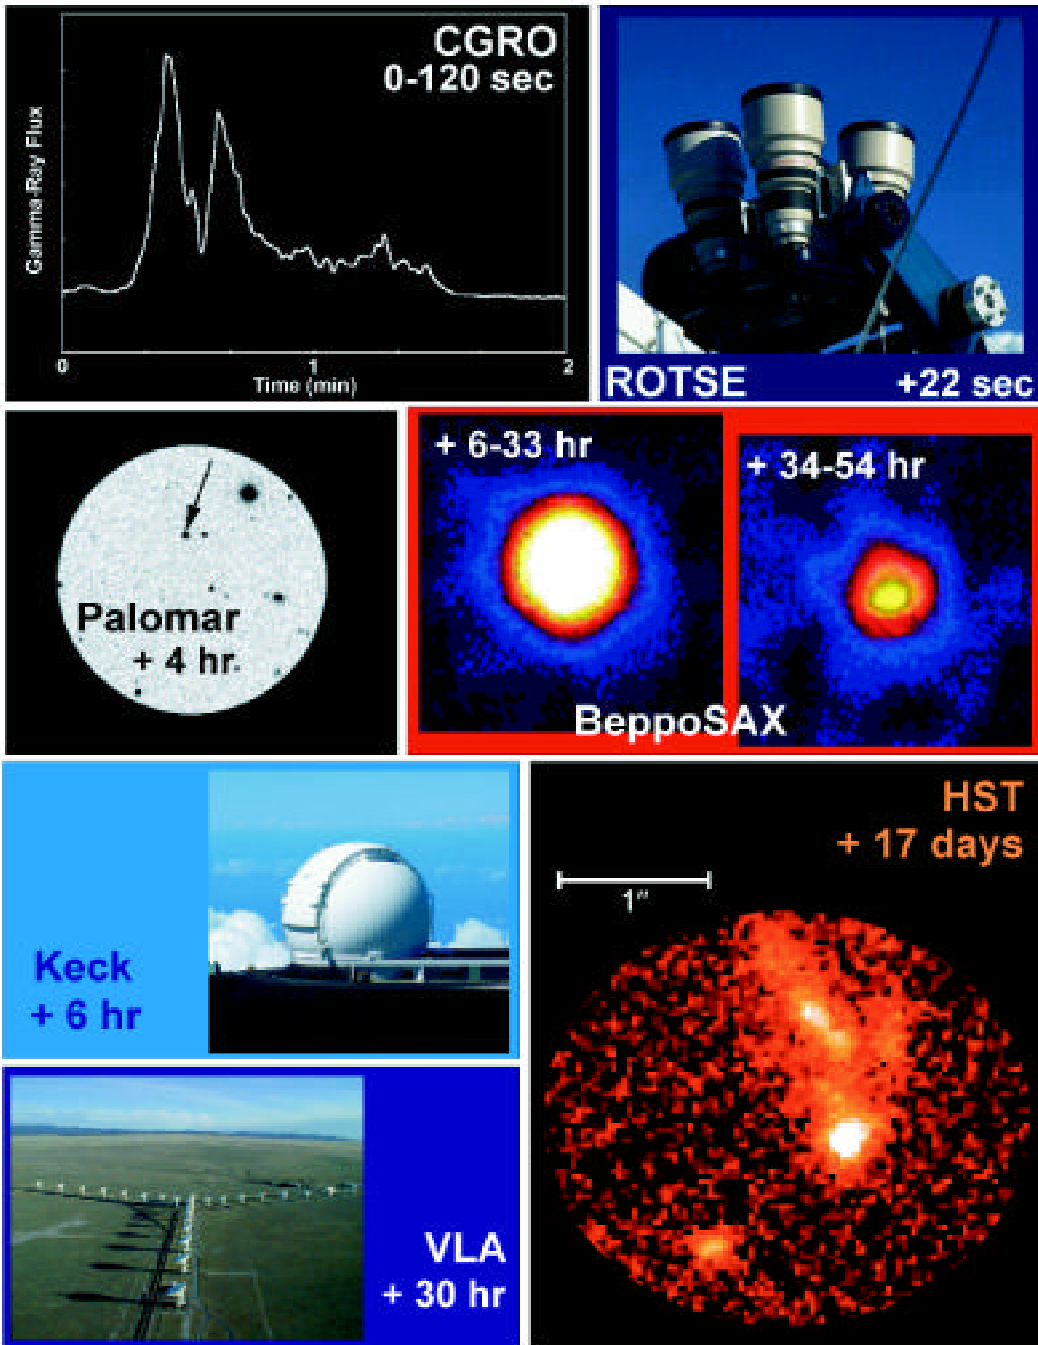 CGRO
0-120 sec
Gamma-Ray Flux
0
1
2
Time (min)
ROTSE
+22 sec
Palomar
+ 4 hr
+ 6-33 hr
+ 34-54 hr
BeppoSAX
Keck
+ 6 hr
HST
+ 17 days
1"
VLA
+ 30 hr